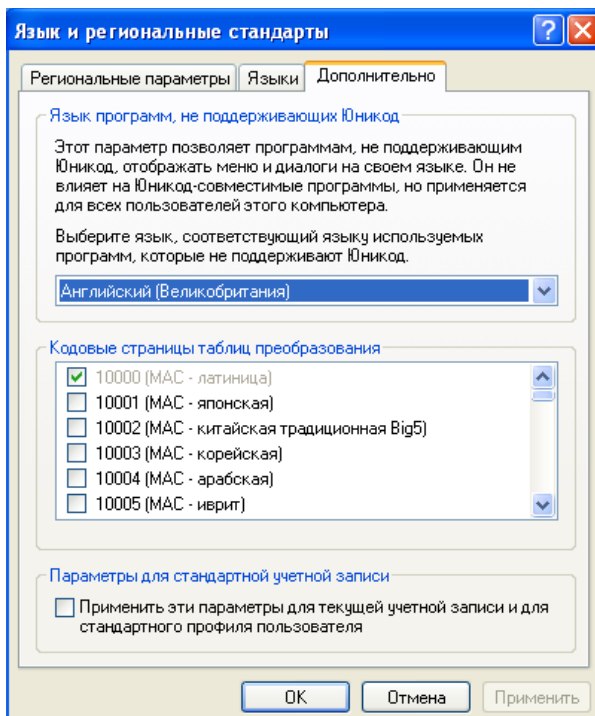 Язык и региональные стандарты
Региональные параметры
Языки
Дополнительно
Язык программ, не поддерживающих Юникод
Этот параметр позволяет программам, не поддерживающим
Юникод, отображать меню и диалоги на своем языке. Он не
влияет на Юникод-совместимые программы, но применяется
для всех пользователей этого компьютера.
Выберите язык, соответствующий языку используемых
программ, которые не поддерживают Юникод.
Английский (Великобритания)
Кодовые страницы таблиц преобразования
10000 (MAC - латиница)
10001 (MAC - японская)
10002 (MAC - китайская традиционная Big5)
10003 (MAC - корейская)
10004 (MAC - арабская)
10005 (MAC - иврит)
Параметры для стандартной учетной записи
Применить эти параметры для текущей учетной записи и для
стандартного профиля пользователя
OK
Отмена
Применить